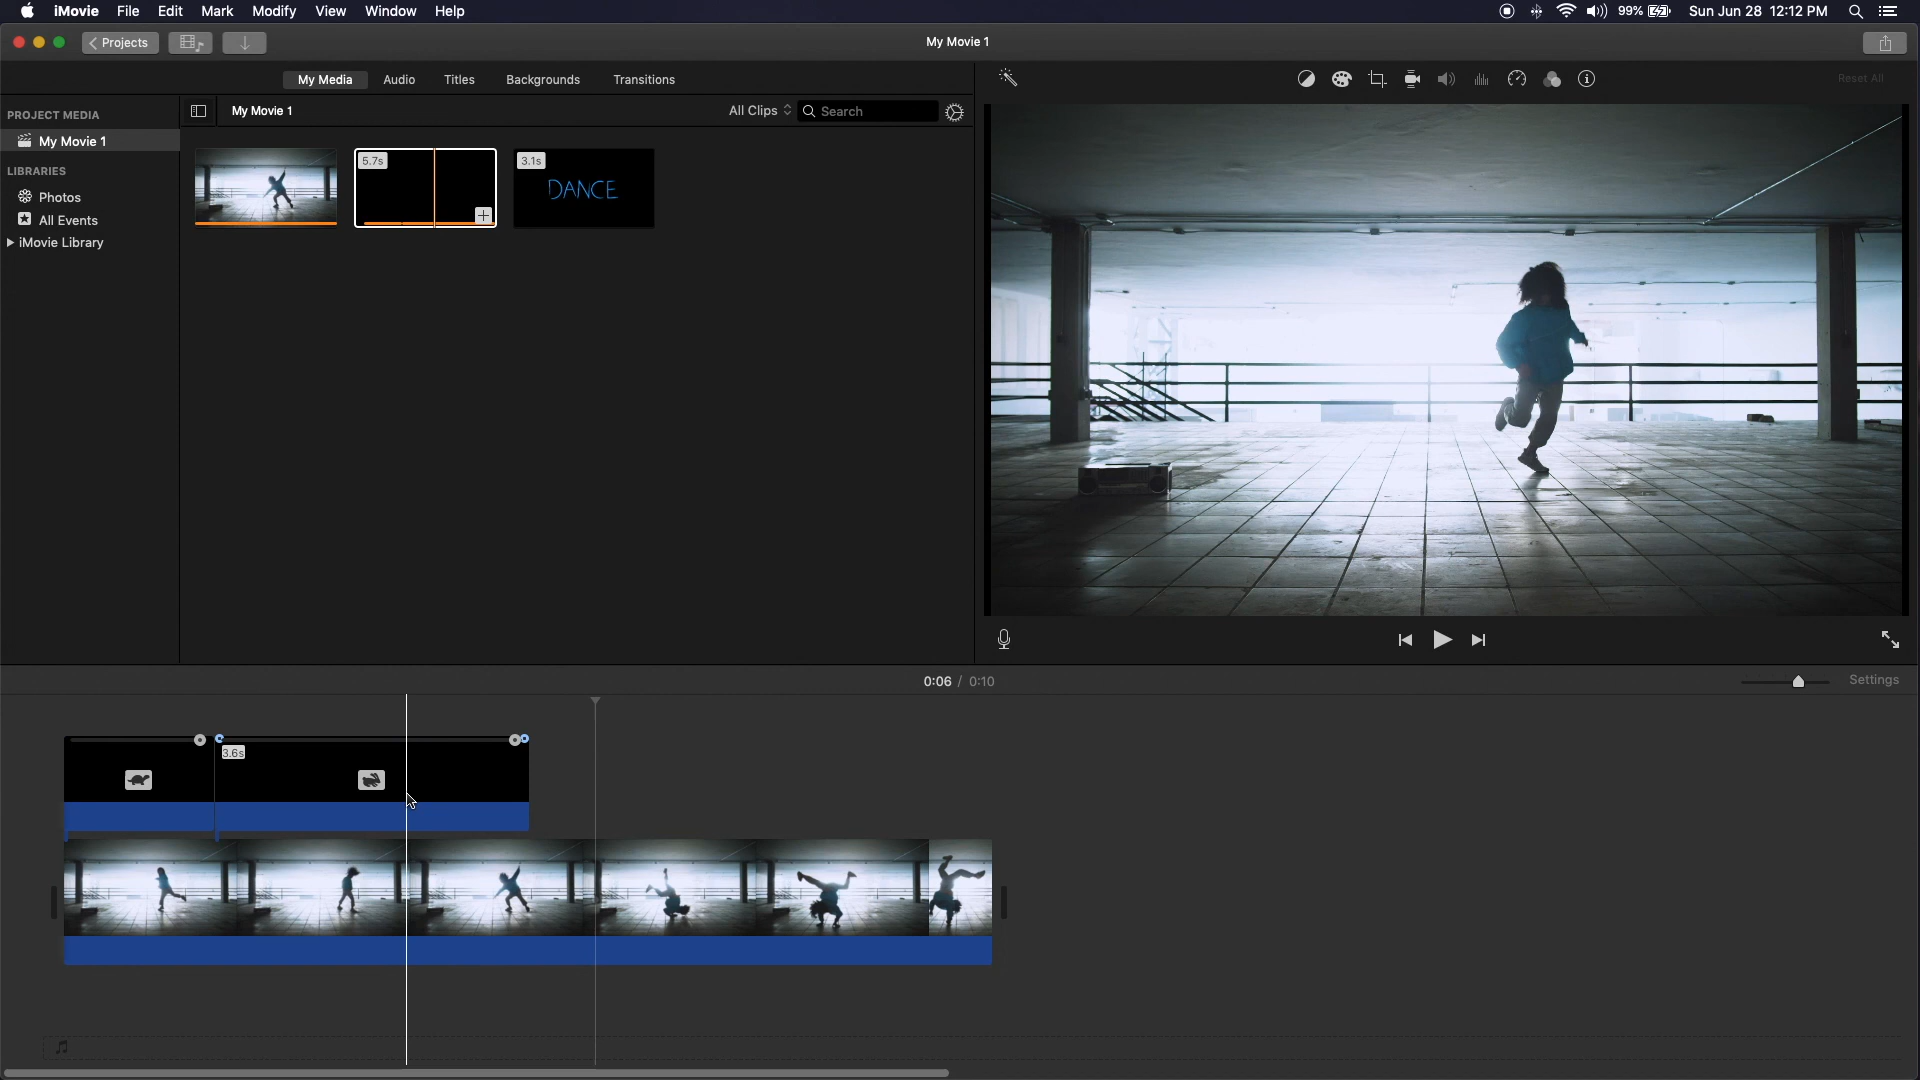 iMovie File Edit Mark Modify View Window Help
99% Sun Jun 28 12:12 PM
Projects
My Movie 1
My Media Audio Titles Backgrounds Transitions
Reset All
PROJECT MEDIA
My Movie 1
LIBRARIES
Photos
All Events
iMovie Library
My Movie 1
All Clips
Search
5.7s
3.1s
DANCE
0:06 / 0:10
Settings
3.6s